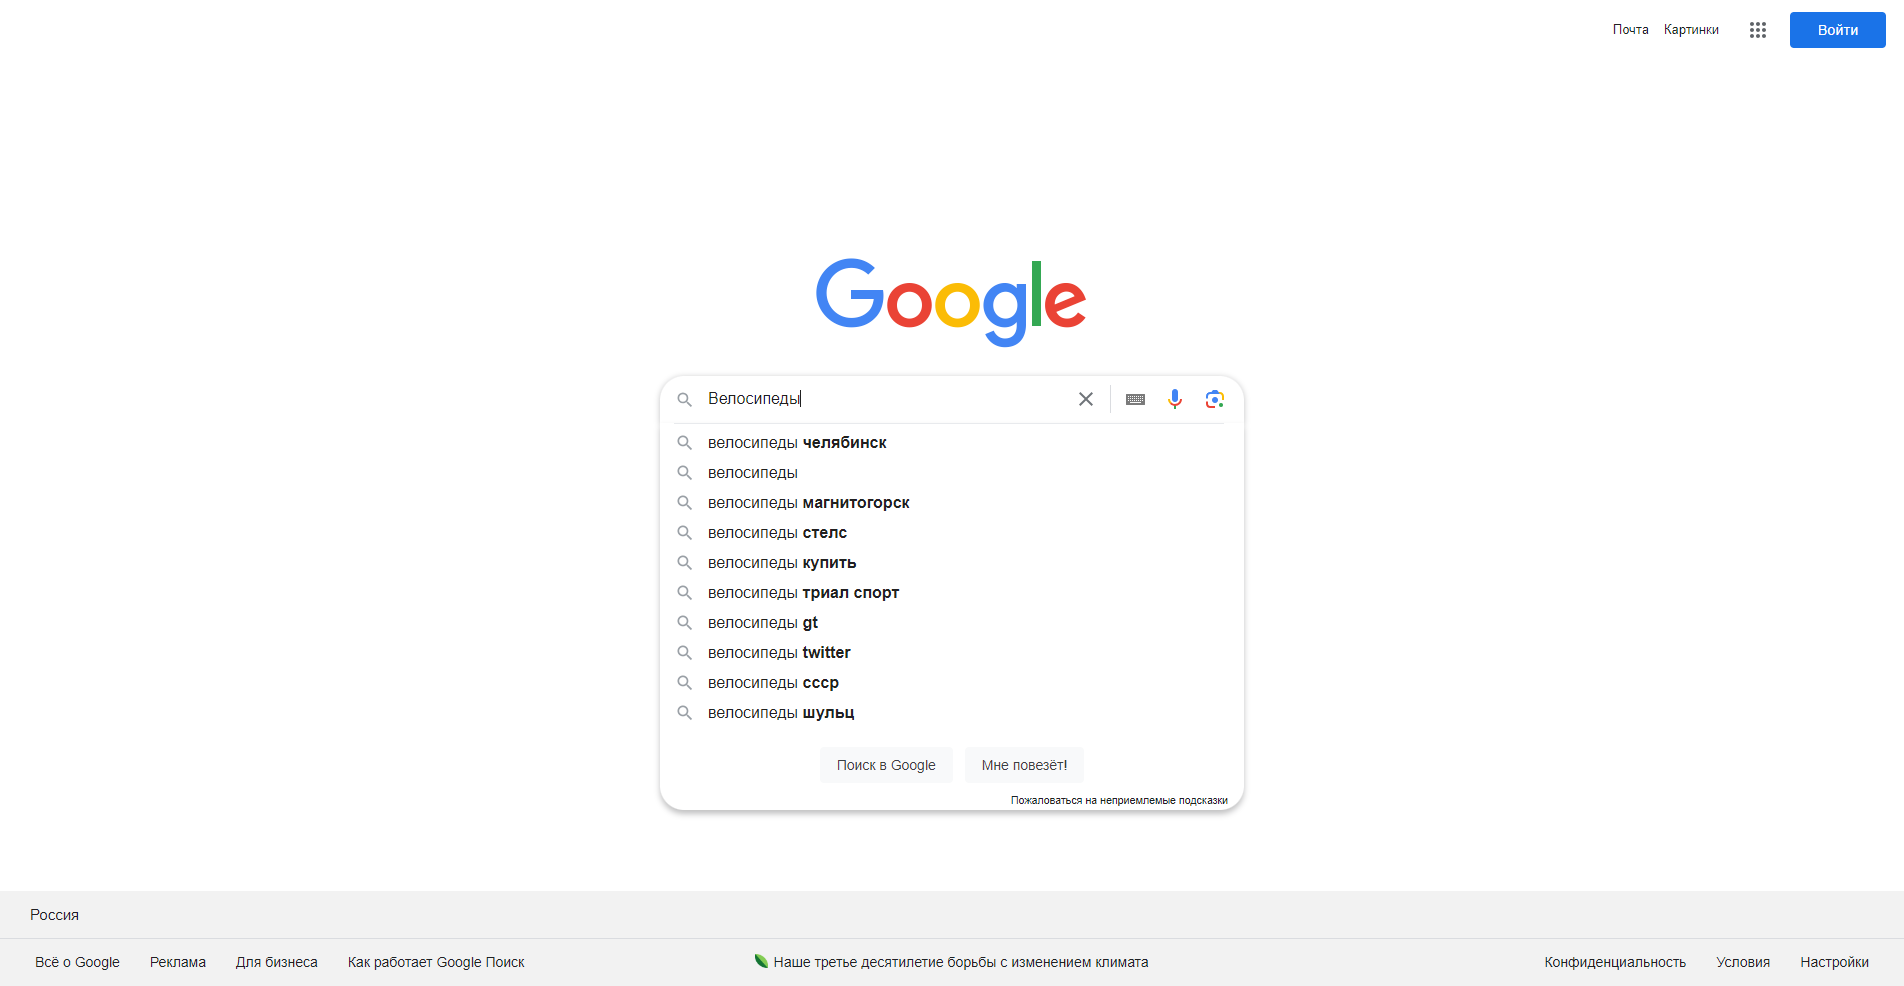 Почта Картинки Войти
Google
Велосипеды
велосипеды челябинск
велосипеды
велосипеды магнитогорск
велосипеды стелс
велосипеды купить
велосипеды триал спорт
велосипеды gt
велосипеды twitter
велосипеды ссср
велосипеды шульц
Поиск в Google Мне повезёт!
Пожаловаться на неприемлемые подсказки
Россия
Всё о Google Реклама Для бизнеса Как работает Google Поиск Наше третье десятилетие борьбы с изменением климата Конфиденциальность Условия Настройки